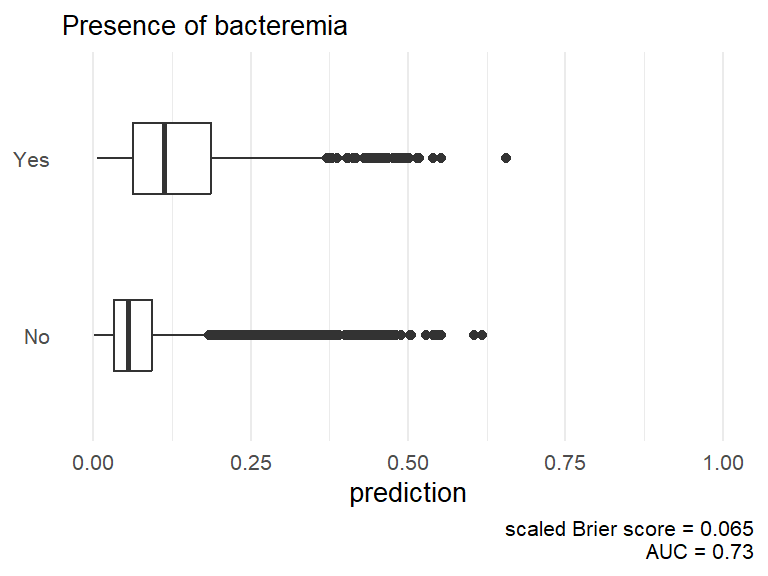 Presence of bacteremia
Yes
No
0.00 0.25 0.50 0.75 1.00
prediction
scaled Brier score = 0.065
AUC = 0.73